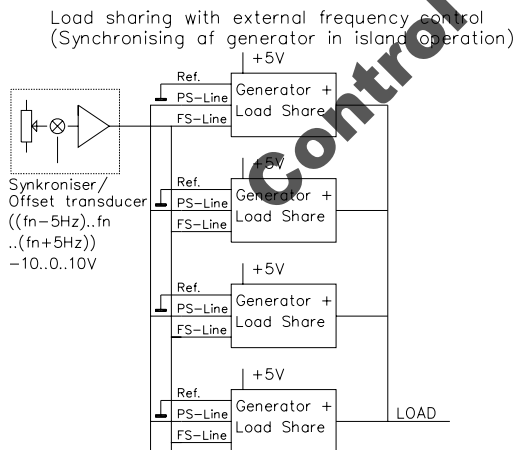 Load sharing with external frequency control
(Synchronising af generator in island operation)
+5V
Ref.
PS-Line
FS-Line
Generator +
Load Share
Synkroniser/
Offset transducer
((fn-5Hz)..fn
..(fn+5Hz))
-10..0..10V
+5V
Ref.
PS-Line
FS-Line
Generator +
Load Share
+5V
Ref.
PS-Line
FS-Line
Generator +
Load Share
+5V
Ref.
PS-Line
FS-Line
Generator +
Load Share
LOAD
Control